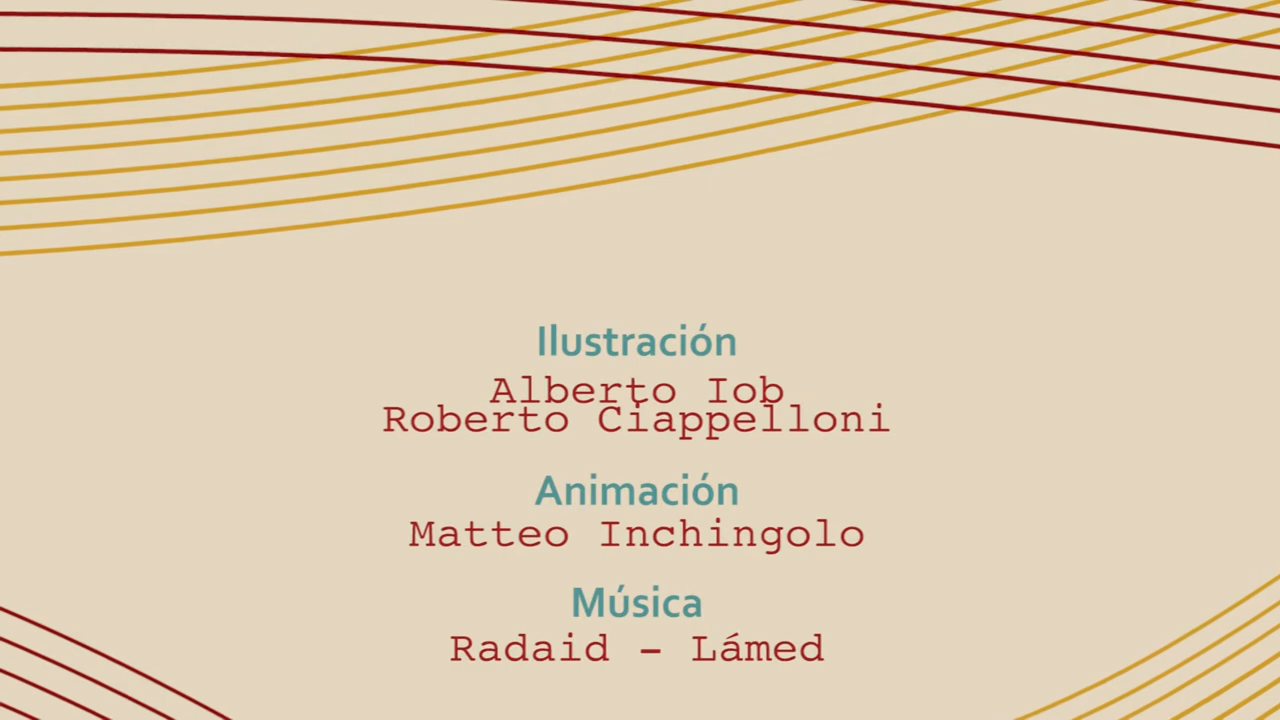 Ilustración
Alberto Iob
Roberto Ciappelloni
Animación
Matteo Inchingolo
Música
Radaid - Lámed